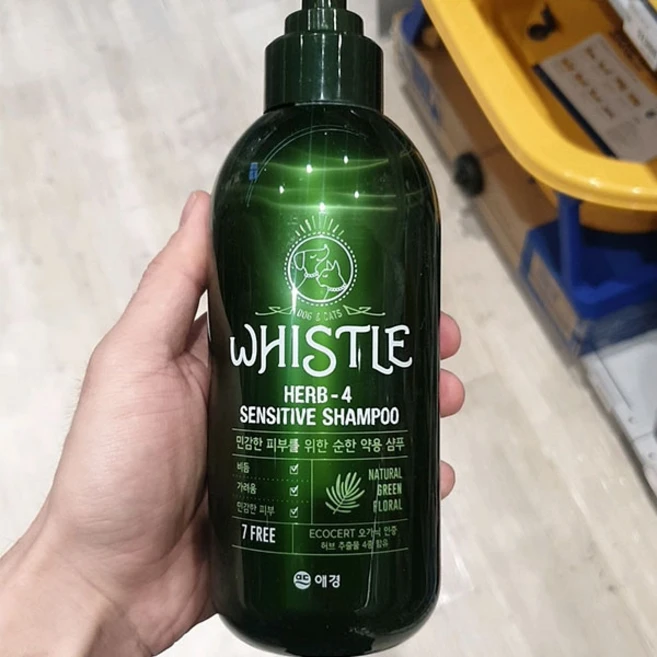 DOG & CATS
WHISTLE
HERB-4
SENSITIVE SHAMPOO
민감한 피부를 위한 순한 약용 샴푸
비듬
가려움
민감한 피부
NATURAL
GREEN
FLORAL
7 FREE
ECOCERT 오가닉 인증
허브 추출물 4종 함유
애경